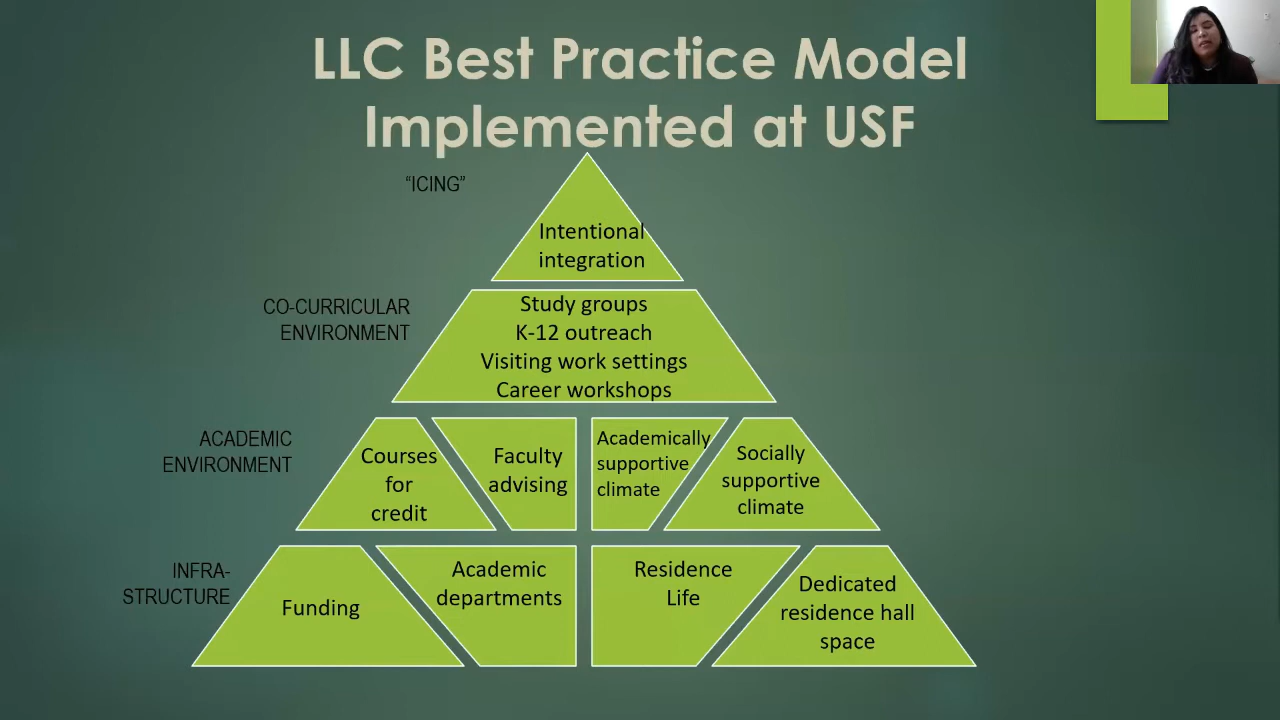 LLC Best Practice Model
Implemented at USF
“ICING”
Intentional
integration
CO-CURRICULAR
ENVIRONMENT
Study groups
K-12 outreach
Visiting work settings
Career workshops
ACADEMIC
ENVIRONMENT
Courses
for
credit
Faculty
advising
Academically
supportive
climate
Socially
supportive
climate
INFRA-
STRUCTURE
Funding
Academic
departments
Residence
Life
Dedicated
residence hall
space